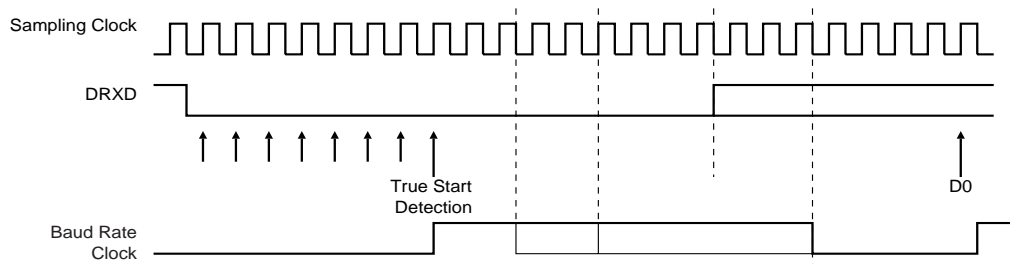 Sampling Clock
DRXD
True Start
Detection
D0
Baud Rate
Clock